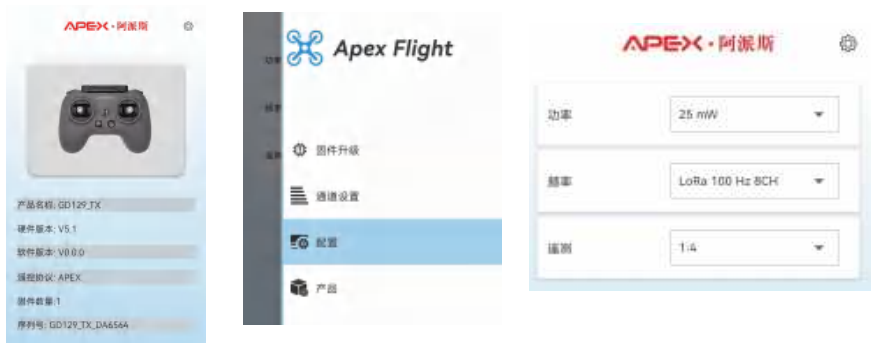 APEX·阿派斯
产品名称: GD129_TX
硬件版本: V5.1
软件版本: V0.0.0
遥控协议: APEX
固件数量:1
序列号: GD129_TX_DA6564
Apex Flight
固件升级
通道设置
配置
产品
APEX·阿派斯
功率 25 mW
频率 LoRa 100 Hz 8CH
遥测 1:4